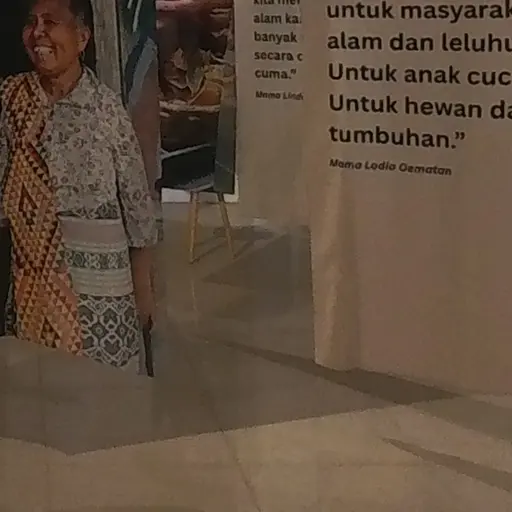 alam ka
banyak
secara c
cuma.”
Mama
untuk masyarak
alam dan leluhu
Untuk anak cuc
Untuk hewan da
tumbuhan.”
Mama Lodia Oematan